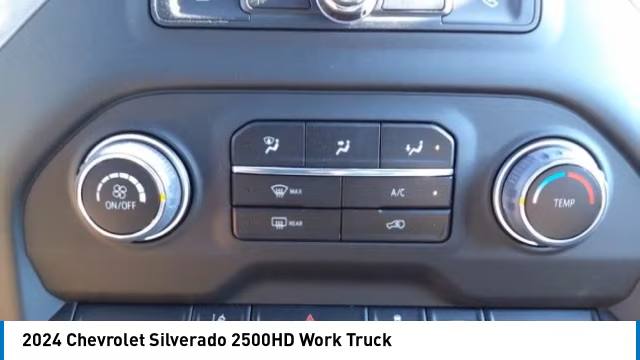 MAX
A/C
ON/OFF
TEMP
REAR
2024 Chevrolet Silverado 2500HD Work Truck